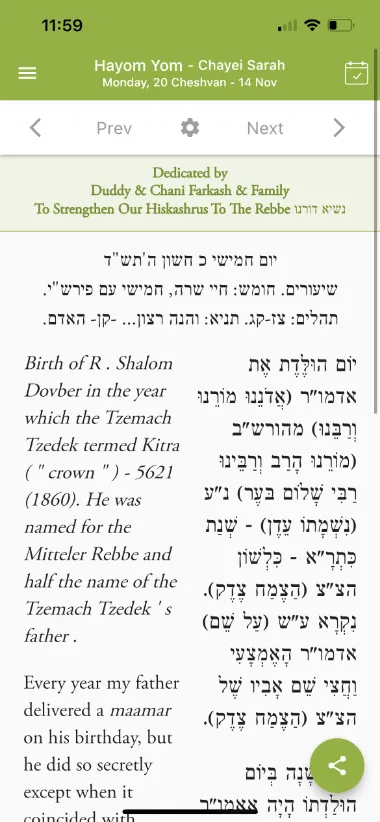 11:59
Hayom Yom - Chayei Sarah
Monday, 20 Cheshvan - 14 Nov
Prev
Next
Dedicated by
Duddy & Chani Farkash & Family
To Strengthen Our Hiskashrus To The Rebbe נשיא דורנו
יום חמישי כ חשון ה'תש"ד
שיעורים. חומש: חיי שרה, חמישי עם פירש"י.
תהלים: צז-קג. תניא: והנה רצון... -קן- האדם.
Birth of R . Shalom
Dovber in the year
which the Tzemach
Tzedek termed Kitra
( " crown " ) - 5621
(1860). He was
named for the
Mitteler Rebbe and
half the name of the
Tzemach Tzedek ' s
father .
Every year my father
delivered a maamar
on his birthday, but
he did so secretly
except when it
coincided with
יוֹם הוּלֶּדֶת אֶת
אדמו"ר (אֲדֹנֵנוּ מוֹרֵנוּ
וְרַבֵּנוּ) מהורש"ב
(מוֹרֵנוּ הָרַב וְרַבֵּינוּ
רַבִּי שָׁלוֹם בּעֶר) נ"ע
(נִשְׁמָתוֹ עֵדֶן) - שְׁנַת
כִּתְרָ"א - כִּלְשׁוֹן
הצ"צ (הַצֶמַח צֶדֶק).
נִקְרָא ע"ש (עַל שֵׁם)
אדמו"ר הָאֶמְצָעִי
וַחֲצִי שֵׁם אָבִיו שֶׁל
הצ"צ (הַצֶמַח צֶדֶק).
שָׁנָה בְּיוֹם
הוּלַּדְתּוֹ הָיָה אאמו"ר